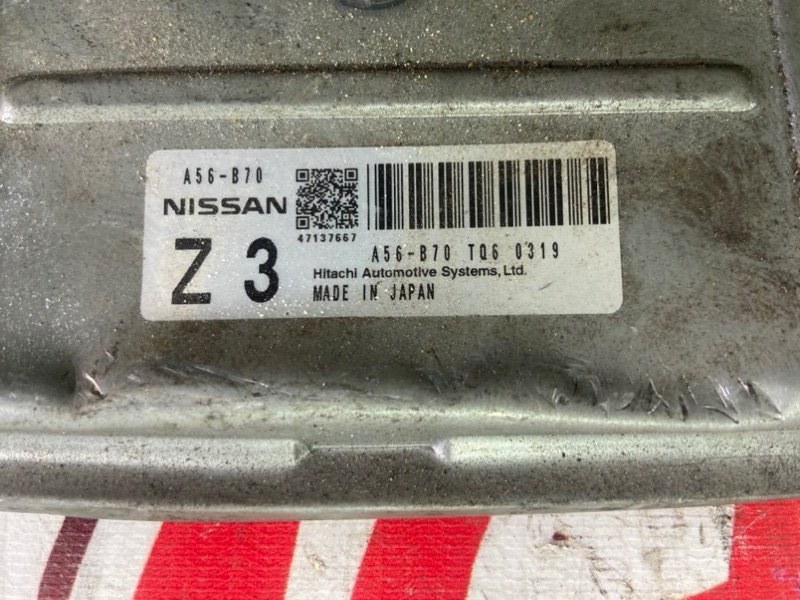 A56-B70
NISSAN
47137667
Z 3
A56-B70 TQ6 0319
Hitachi Automotive Systems, Ltd.
MADE IN JAPAN